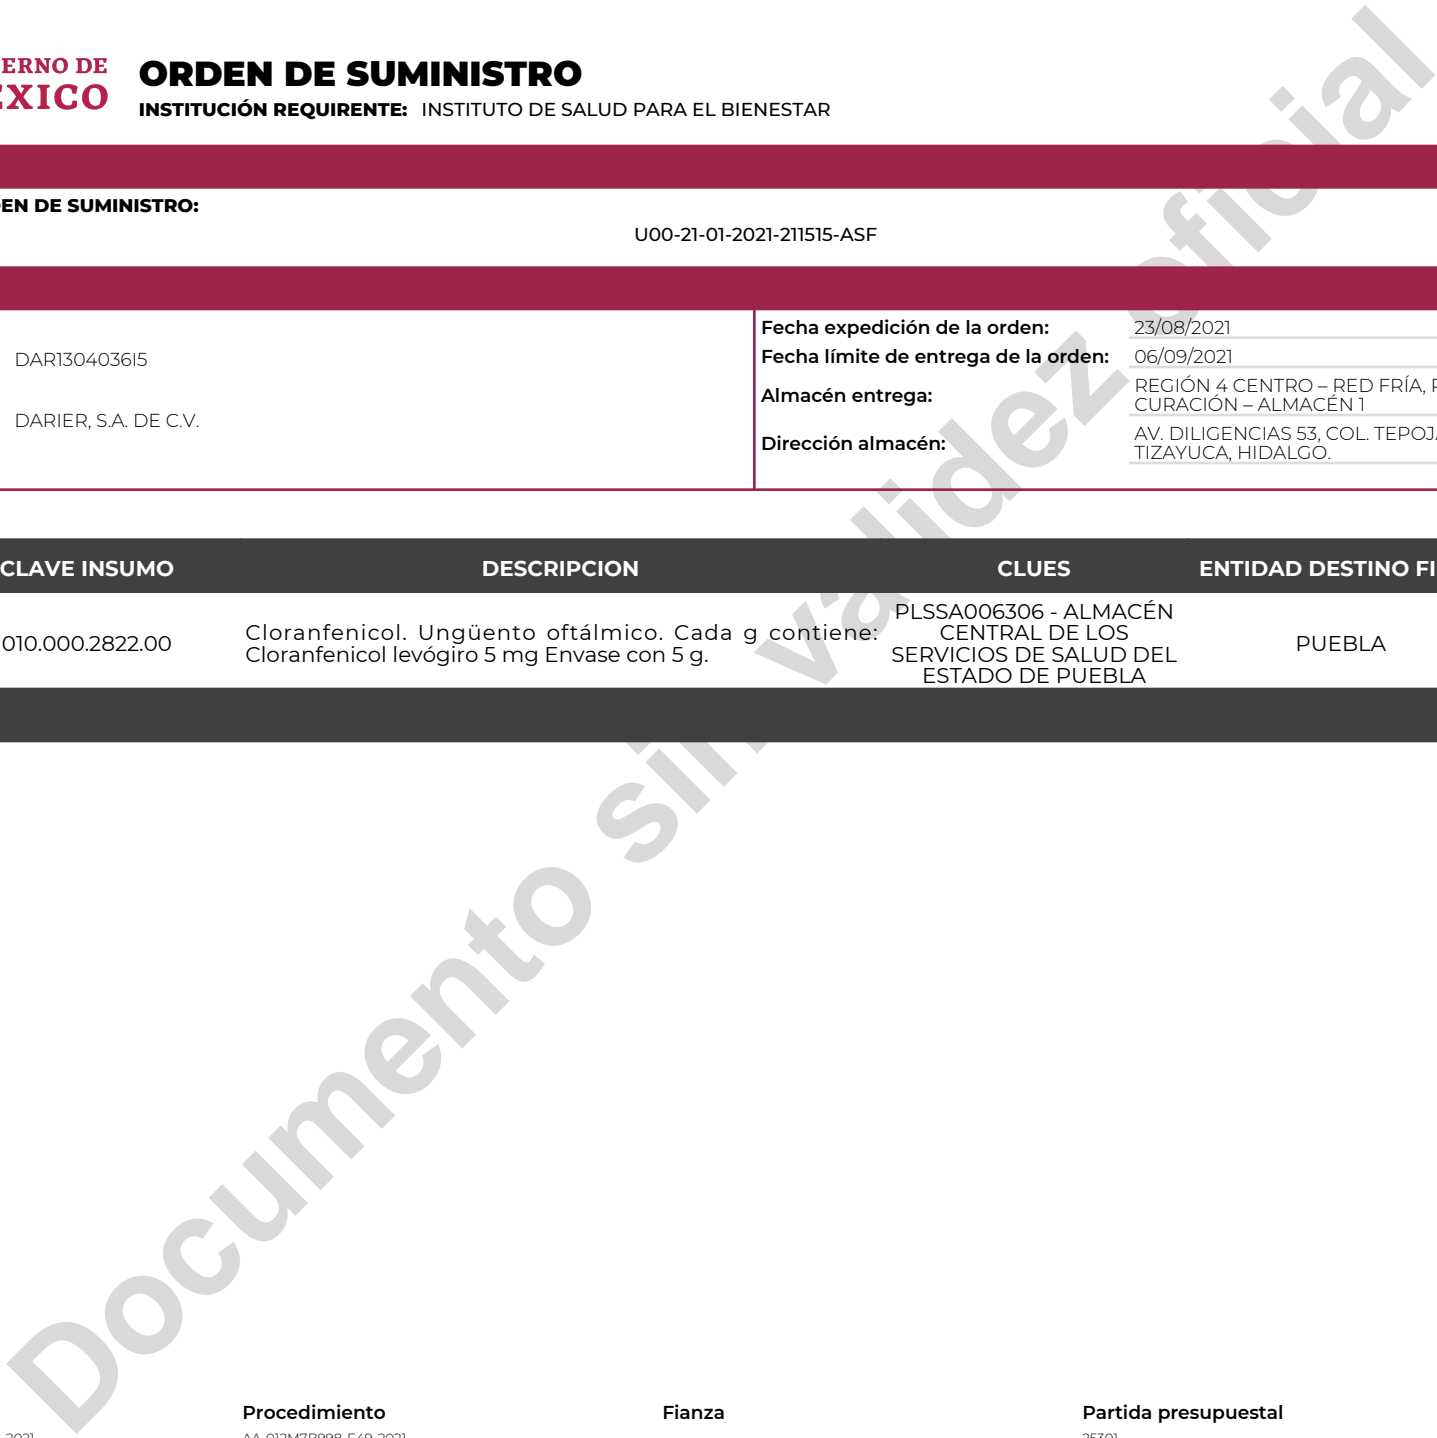 ERNO DE
EXICO
ORDEN DE SUMINISTRO
INSTITUCIÓN REQUIRENTE: INSTITUTO DE SALUD PARA EL BIENESTAR
EN DE SUMINISTRO:
U00-21-01-2021-211515-ASF
DAR1304036I5
DARIER, S.A. DE C.V.
Fecha expedición de la orden: 23/08/2021
Fecha límite de entrega de la orden: 06/09/2021
Almacén entrega: REGIÓN 4 CENTRO – RED FRÍA,
CURACIÓN – ALMACÉN 1
Dirección almacén: AV. DILIGENCIAS 53, COL. TEPOJ
TIZAYUCA, HIDALGO.
CLAVE INSUMO DESCRIPCION CLUES ENTIDAD DESTINO FI
010.000.2822.00
Cloranfenicol. Ungüento oftálmico. Cada g contiene:
Cloranfenicol levógiro 5 mg Envase con 5 g.
PLSSA006306 - ALMACÉN
CENTRAL DE LOS
SERVICIOS DE SALUD DEL
ESTADO DE PUEBLA
PUEBLA
Documento sin validez oficial
Procedimiento Fianza Partida presupuestal